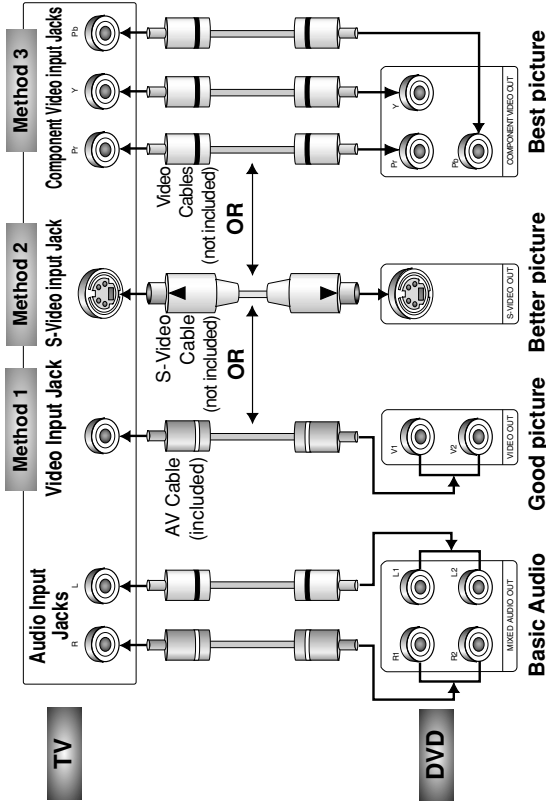 TV
Audio Input
Jacks
R
L
Method 1
Video Input Jack
Method 2
S-Video input Jack
Method 3
Component Video input Jacks
Pr
Y
Pb
AV Cable
(included)
OR
S-Video
Cable
(not included)
OR
Video
Cables
(not included)
DVD
R1
L1
R2
L2
MIXED AUDIO OUT
Basic Audio
V1
V2
VIDEO OUT
Good picture
S-VIDEO OUT
Better picture
Pr
Y
Pb
COMPONENT VIDEO OUT
Best picture